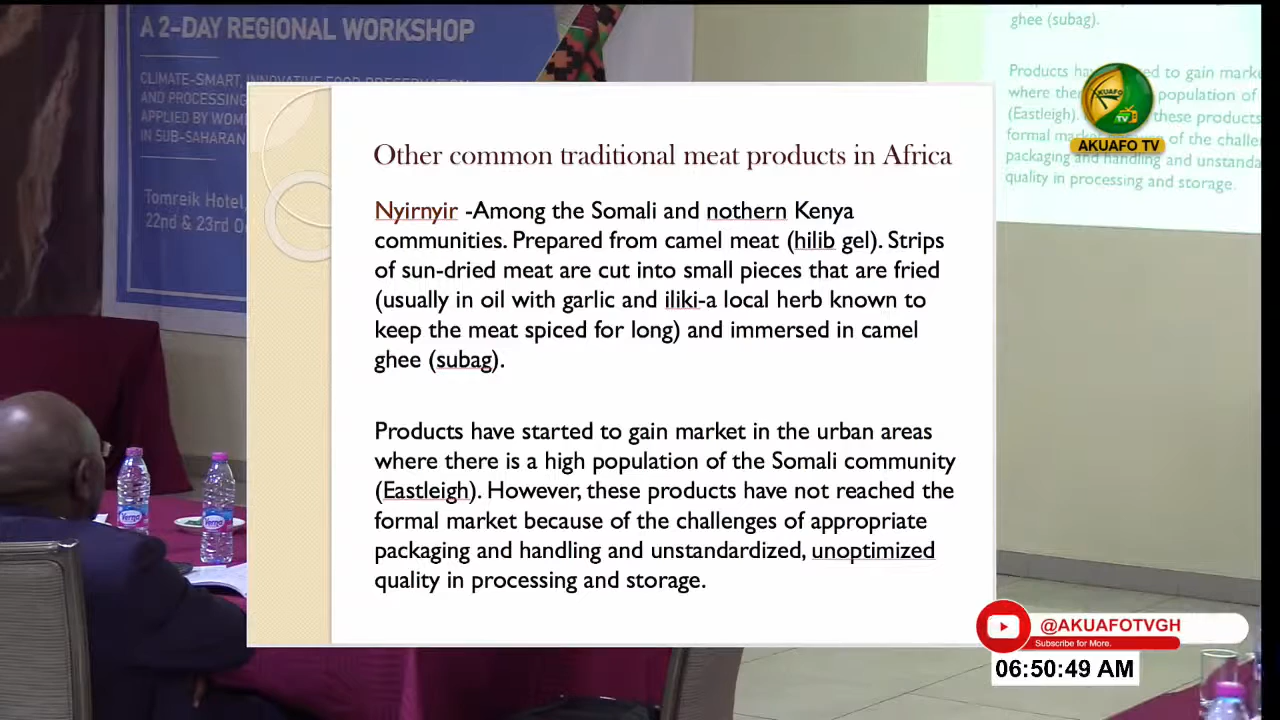 A 2-DAY REGIONAL WORKSHOP
CLIMATE-SMART, INNOVATIVE FOOD PRESERVATION
AND PROCESSING
APPLIED BY
IN SUB-SAHARAN
Tomreik Hotel,
22nd & 23rd
Other common traditional meat products in Africa
Nyirnyir -Among the Somali and nothern Kenya
communities. Prepared from camel meat (hilib gel). Strips
of sun-dried meat are cut into small pieces that are fried
(usually in oil with garlic and iliki-a local herb known to
keep the meat spiced for long) and immersed in camel
ghee (subag).
Products have started to gain market in the urban areas
where there is a high population of the Somali community
(Eastleigh). However, these products have not reached the
formal market because of the challenges of appropriate
packaging and handling and unstandardized, unoptimized
quality in processing and storage.
ghee (subag).
Products to gain
where population of
(Eastleigh). these products
formal of the
packaging and handling and
quality in processing and storage.
AKUAFO
TV
AKUAFO TV
Verna
Verna
@AKUAFOTVGH
Subscribe for More.
06:50:49 AM